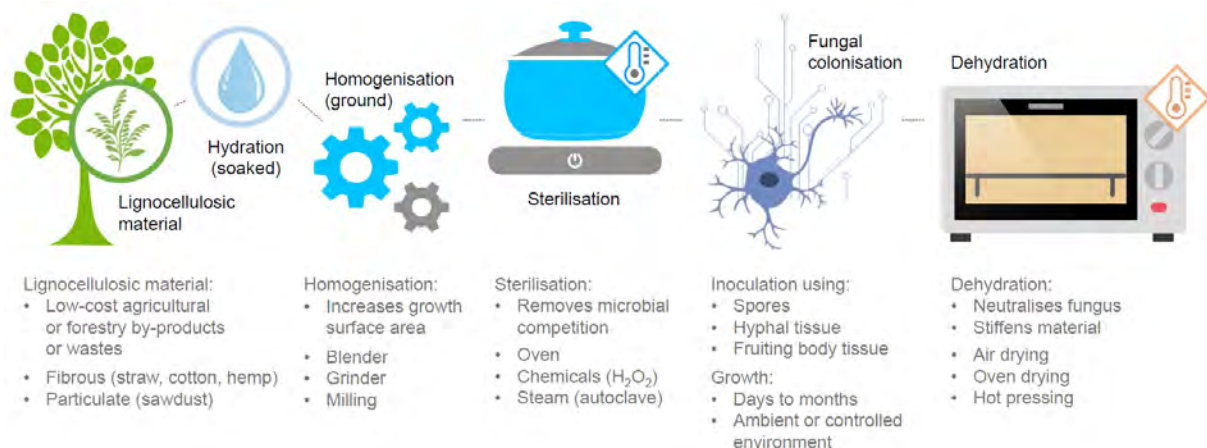 Lignocellulosic
material
Hydration
(soaked)
Homogenisation
(ground)
Sterilisation
Fungal
colonisation
Dehydration
Lignocellulosic material:
• Low-cost agricultural
or forestry by-products
or wastes
• Fibrous (straw, cotton, hemp)
• Particulate (sawdust)
Homogenisation:
• Increases growth
surface area
• Blender
• Grinder
• Milling
Sterilisation:
• Removes microbial
competition
• Oven
• Chemicals (H₂O₂)
• Steam (autoclave)
Inoculation using:
• Spores
• Hyphal tissue
• Fruiting body tissue
Growth:
• Days to months
• Ambient or controlled
environment
Dehydration:
• Neutralises fungus
• Stiffens material
• Air drying
• Oven drying
• Hot pressing